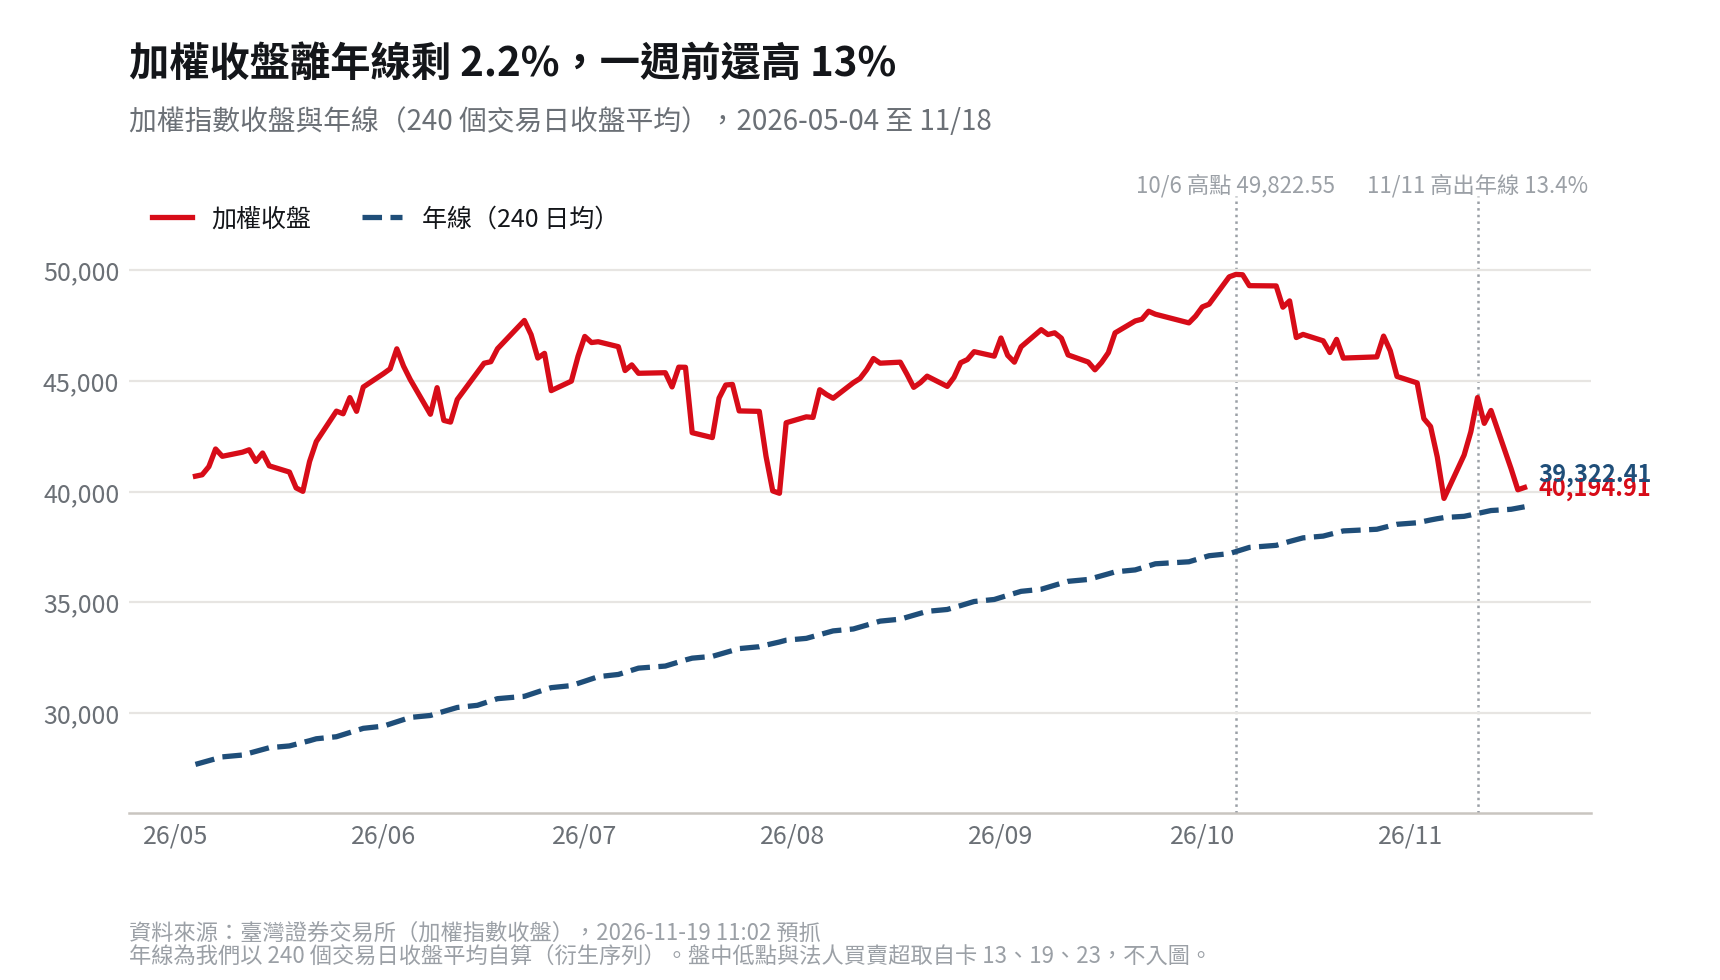 加權收盤離年線剩 2.2%，一週前還高 13%
加權指數收盤與年線（240 個交易日收盤平均），2026-05-04 至 11/18
10/6 高點 49,822.55
11/11 高出年線 13.4%
加權收盤
年線（240 日均）
50,000
45,000
40,000
35,000
30,000
39,322.41
40,194.91
26/05
26/06
26/07
26/08
26/09
26/10
26/11
資料來源：臺灣證券交易所（加權指數收盤），2026-11-19 11:02 預抓
年線為我們以 240 個交易日收盤平均自算（衍生序列）。盤中低點與法人買賣超取自卡 13、19、23，不入圖。